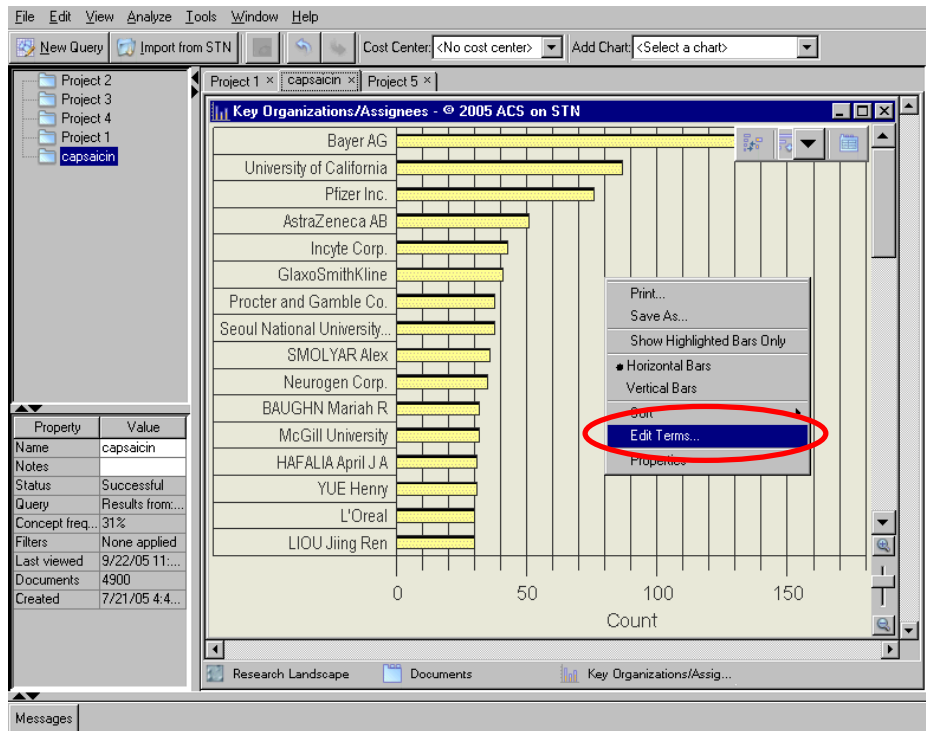 File Edit View Analyze Tools Window Help
New Query Import from STN Cost Center: <No cost center> Add Chart: <Select a chart>
Project 2
Project 3
Project 4
Project 1
capsaicin
Project 1 × capsaicin × Project 5 ×
Key Organizations/Assignees - © 2005 ACS on STN
Bayer AG
University of California
Pfizer Inc.
AstraZeneca AB
Incyte Corp.
GlaxoSmithKline
Procter and Gamble Co.
Seoul National University...
SMOLYAR Alex
Neurogen Corp.
BAUGHN Mariah R
McGill University
HAFALIA April J A
YUE Henry
L'Oreal
LIOU Jiing Ren
0 50 100 150
Count
Print...
Save As...
Show Highlighted Bars Only
Horizontal Bars
Vertical Bars
Sort
Edit Terms...
Properties
Property Value
Name capsaicin
Notes
Status Successful
Query Results from:...
Concept freq... 31%
Filters None applied
Last viewed 9/22/05 11:...
Documents 4900
Created 7/21/05 4:4...
Research Landscape Documents Key Organizations/Assig...
Messages